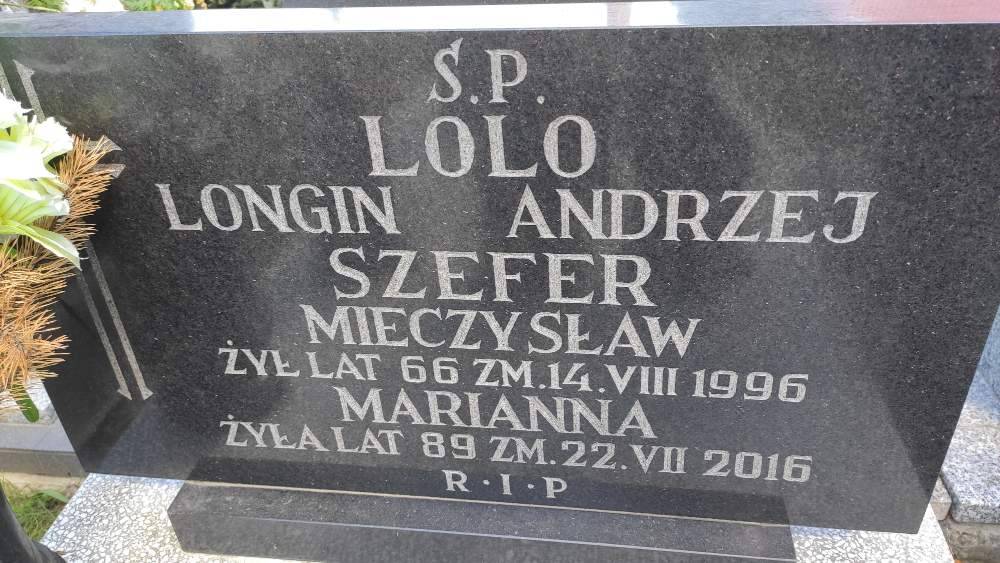 Ś.P.
LOLO
LONGIN ANDRZEJ
SZEFER
MIECZYSŁAW
ŻYŁ LAT 66 ZM.14.VIII 1996
MARIANNA
ŻYŁA LAT 89 ZM.22.VII 2016
R·I·P